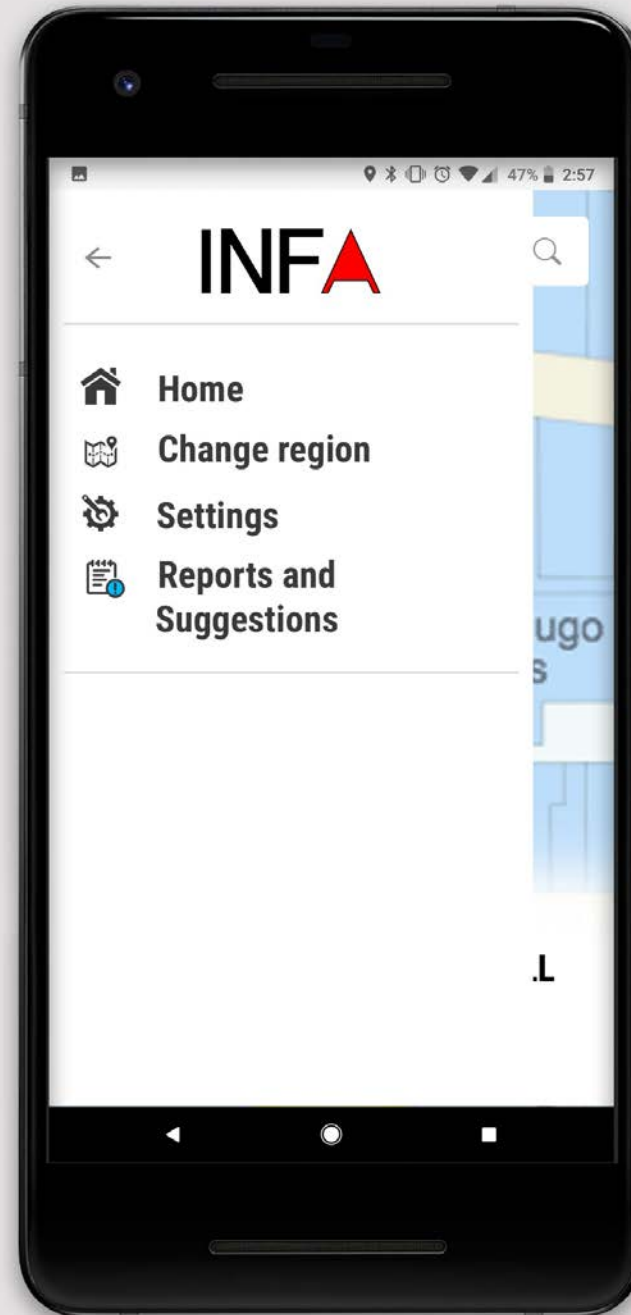 47% 2:57
INFA
Home
Change region
Settings
Reports and
Suggestions
ugo
s
.L